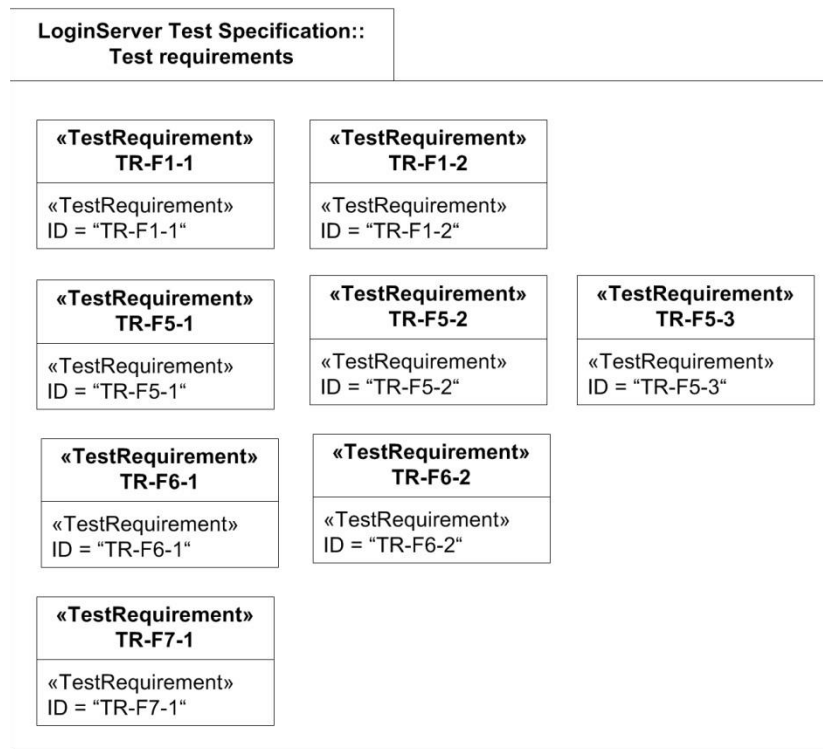 LoginServer Test Specification::
Test requirements
«TestRequirement»
TR-F1-1
«TestRequirement»
ID = “TR-F1-1“
«TestRequirement»
TR-F1-2
«TestRequirement»
ID = “TR-F1-2“
«TestRequirement»
TR-F5-1
«TestRequirement»
ID = “TR-F5-1“
«TestRequirement»
TR-F5-2
«TestRequirement»
ID = “TR-F5-2“
«TestRequirement»
TR-F5-3
«TestRequirement»
ID = “TR-F5-3“
«TestRequirement»
TR-F6-1
«TestRequirement»
ID = “TR-F6-1“
«TestRequirement»
TR-F6-2
«TestRequirement»
ID = “TR-F6-2“
«TestRequirement»
TR-F7-1
«TestRequirement»
ID = “TR-F7-1“